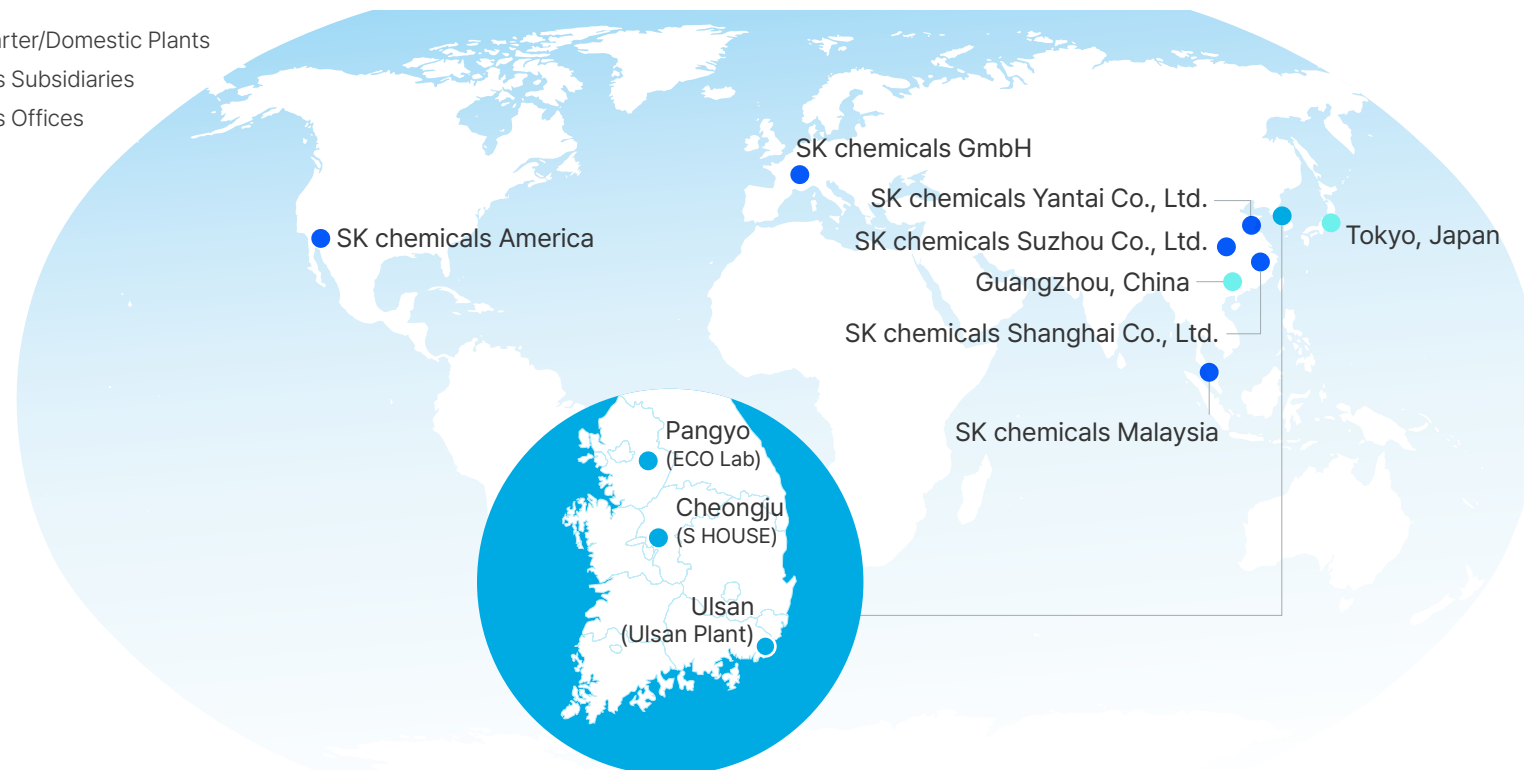 rter/Domestic Plants
s Subsidiaries
s Offices
SK chemicals GmbH
SK chemicals Yantai Co., Ltd.
SK chemicals America
SK chemicals Suzhou Co., Ltd.
Tokyo, Japan
Guangzhou, China
SK chemicals Shanghai Co., Ltd.
SK chemicals Malaysia
Pangyo
(ECO Lab)
Cheongju
(S HOUSE)
Ulsan
(Ulsan Plant)